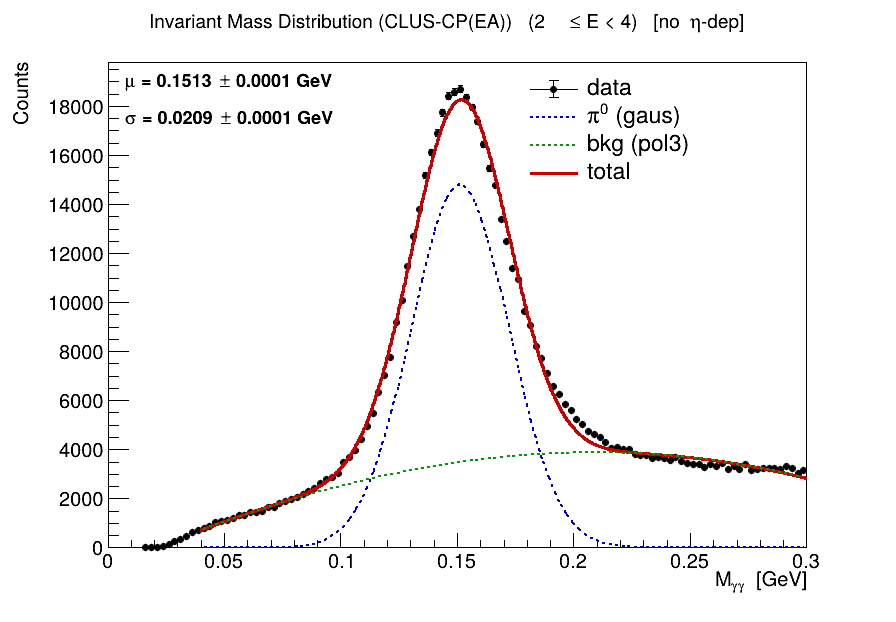 Invariant Mass Distribution (CLUS-CP(EA)) (2 ≤ E < 4) [no η-dep]
Counts
μ = 0.1513 ± 0.0001 GeV
σ = 0.0209 ± 0.0001 GeV
data
π⁰ (gaus)
bkg (pol3)
total
18000
16000
14000
12000
10000
8000
6000
4000
2000
0
0 0.05 0.1 0.15 0.2 0.25 0.3
Mγγ [GeV]